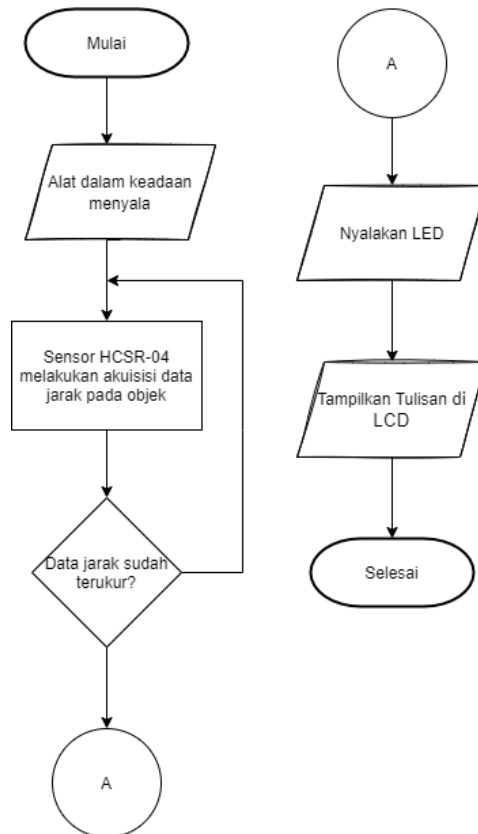 Mulai
Alat dalam keadaan
menyala
Sensor HCSR-04
melakukan akuisisi data
jarak pada objek
Data jarak sudah
terukur?
A
A
Nyalakan LED
Tampilkan Tulisan di
LCD
Selesai